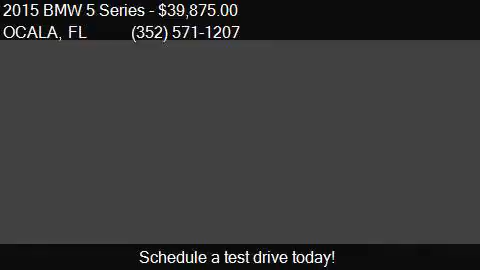 2015 BMW 5 Series - $39,875.00
OCALA, FL (352) 571-1207
Schedule a test drive today!